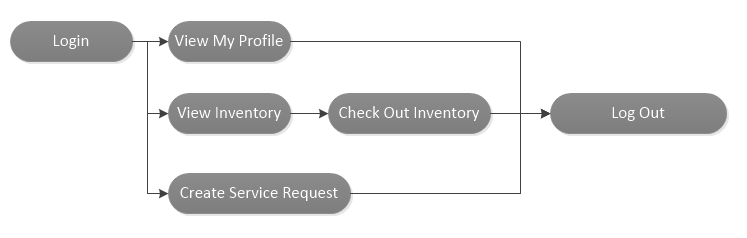 Login
View My Profile
View Inventory
Check Out Inventory
Log Out
Create Service Request